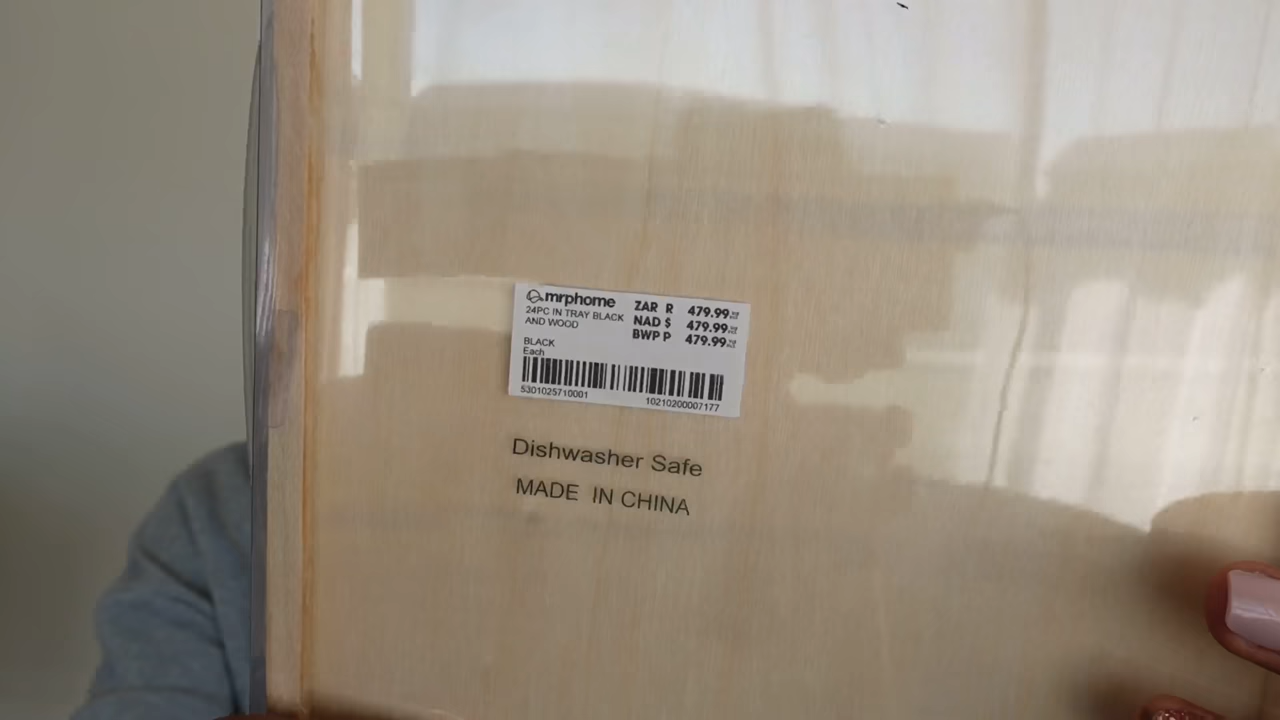 mrphome
24PC IN TRAY BLACK
AND WOOD
BLACK
Each
ZAR R 479.99
NAD $ 479.99
BWP P 479.99
5301025710001 10210200007177
Dishwasher Safe
MADE IN CHINA